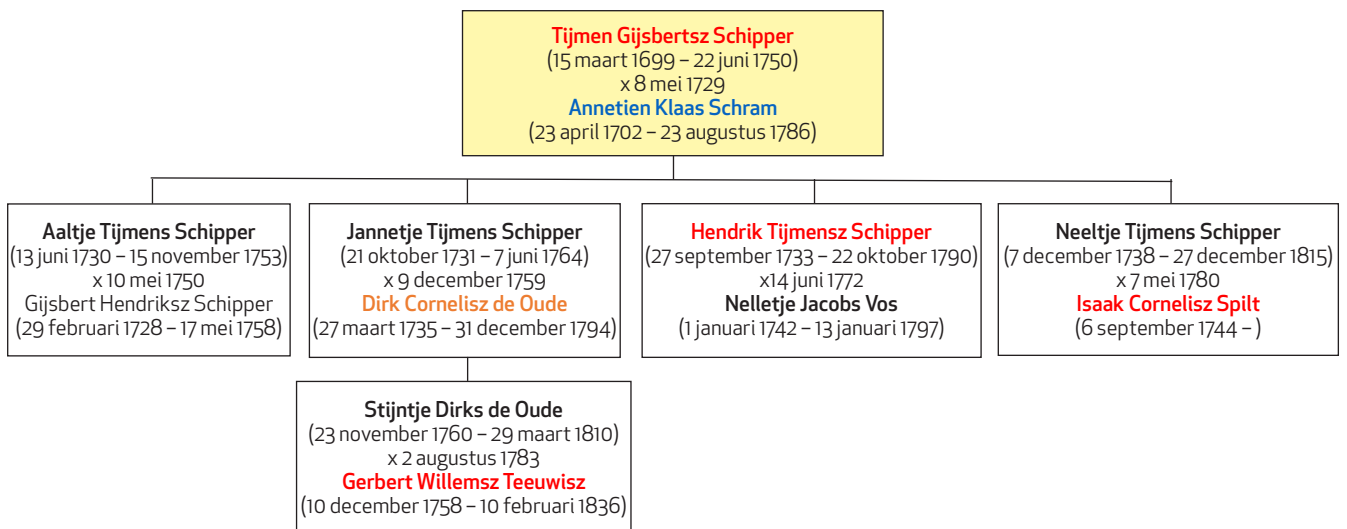 Tijmen Gijsbertsz Schipper
(15 maart 1699 – 22 juni 1750)
x 8 mei 1729
Annetien Klaas Schram
(23 april 1702 – 23 augustus 1786)
Aaltje Tijmens Schipper
(13 juni 1730 – 15 november 1753)
x 10 mei 1750
Gijsbert Hendriksz Schipper
(29 februari 1728 – 17 mei 1758)
Jannetje Tijmens Schipper
(21 oktober 1731 – 7 juni 1764)
x 9 december 1759
Dirk Cornelisz de Oude
(27 maart 1735 – 31 december 1794)
Hendrik Tijmensz Schipper
(27 september 1733 – 22 oktober 1790)
x14 juni 1772
Nelletje Jacobs Vos
(1 januari 1742 – 13 januari 1797)
Neeltje Tijmens Schipper
(7 december 1738 – 27 december 1815)
x 7 mei 1780
Isaak Cornelisz Spilt
(6 september 1744 – )
Stijntje Dirks de Oude
(23 november 1760 – 29 maart 1810)
x 2 augustus 1783
Gerbert Willemsz Teeuwisz
(10 december 1758 – 10 februari 1836)